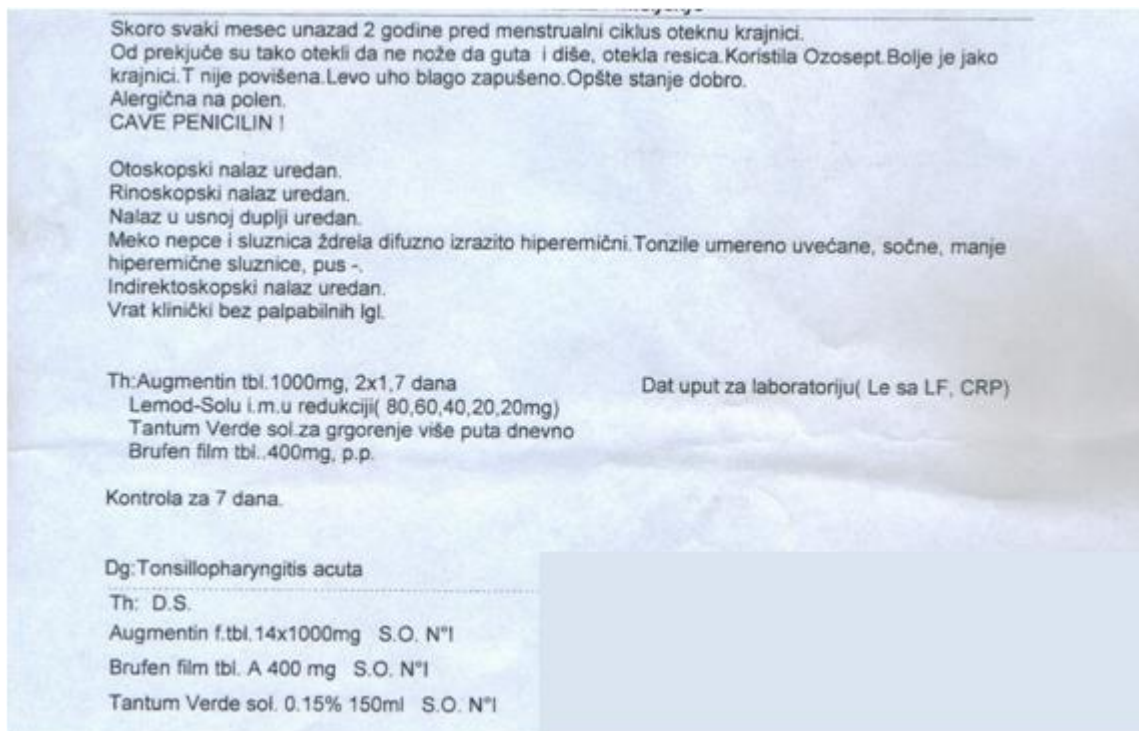 Skoro svaki mesec unazad 2 godine pred menstrualni ciklus oteknu krajnici.
Od prekjuče su tako otekli da ne nože da guta i diše, otekla resica.Koristila Ozosept.Bolje je jako
krajnici.T nije povišena.Levo uho blago zapušeno.Opšte stanje dobro.
Alergična na polen.
CAVE PENICILIN !
Otoskopski nalaz uredan.
Rinoskopski nalaz uredan.
Nalaz u usnoj duplji uredan.
Meko nepce i sluznica ždrela difuzno izrazito hiperemični.Tonzile umereno uvećane, sočne, manje
hiperemične sluznice, pus -.
Indirektoskopski nalaz uredan.
Vrat klinički bez palpabilnih lgl.
Th:Augmentin tbl.1000mg, 2x1,7 dana Dat uput za laboratoriju( Le sa LF, CRP)
Lemod-Solu i.m.u redukciji( 80,60,40,20,20mg)
Tantum Verde sol.za grgorenje više puta dnevno
Brufen film tbl..400mg, p.p.
Kontrola za 7 dana.
Dg:Tonsillopharyngitis acuta
Th: D.S.
Augmentin f.tbl.14x1000mg S.O. N°I
Brufen film tbl. A 400 mg S.O. N°I
Tantum Verde sol. 0.15% 150ml S.O. N°I